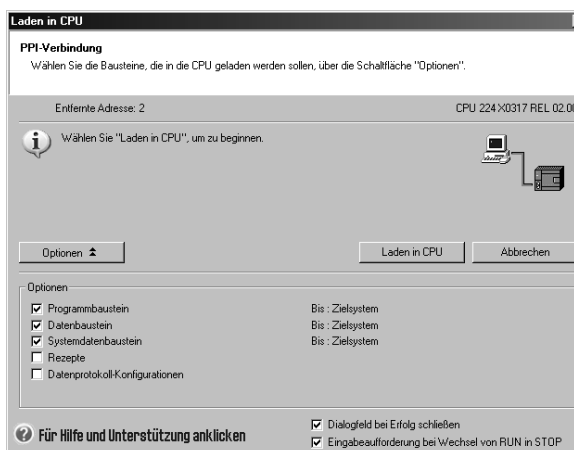 Laden in CPU
PPI-Verbindung
Wählen Sie die Bausteine, die in die CPU geladen werden sollen, über die Schaltfläche "Optionen".
Entfernte Adresse: 2
CPU 224 X0317 REL 02.00
Wählen Sie "Laden in CPU", um zu beginnen.
Optionen
Laden in CPU
Abbrechen
Optionen
Programmbaustein Bis : Zielsystem
Datenbaustein Bis : Zielsystem
Systemdatenbaustein Bis : Zielsystem
Rezepte
Datenprotokoll-Konfigurationen
Für Hilfe und Unterstützung anklicken
Dialogfeld bei Erfolg schließen
Eingabeaufforderung bei Wechsel von RUN in STOP